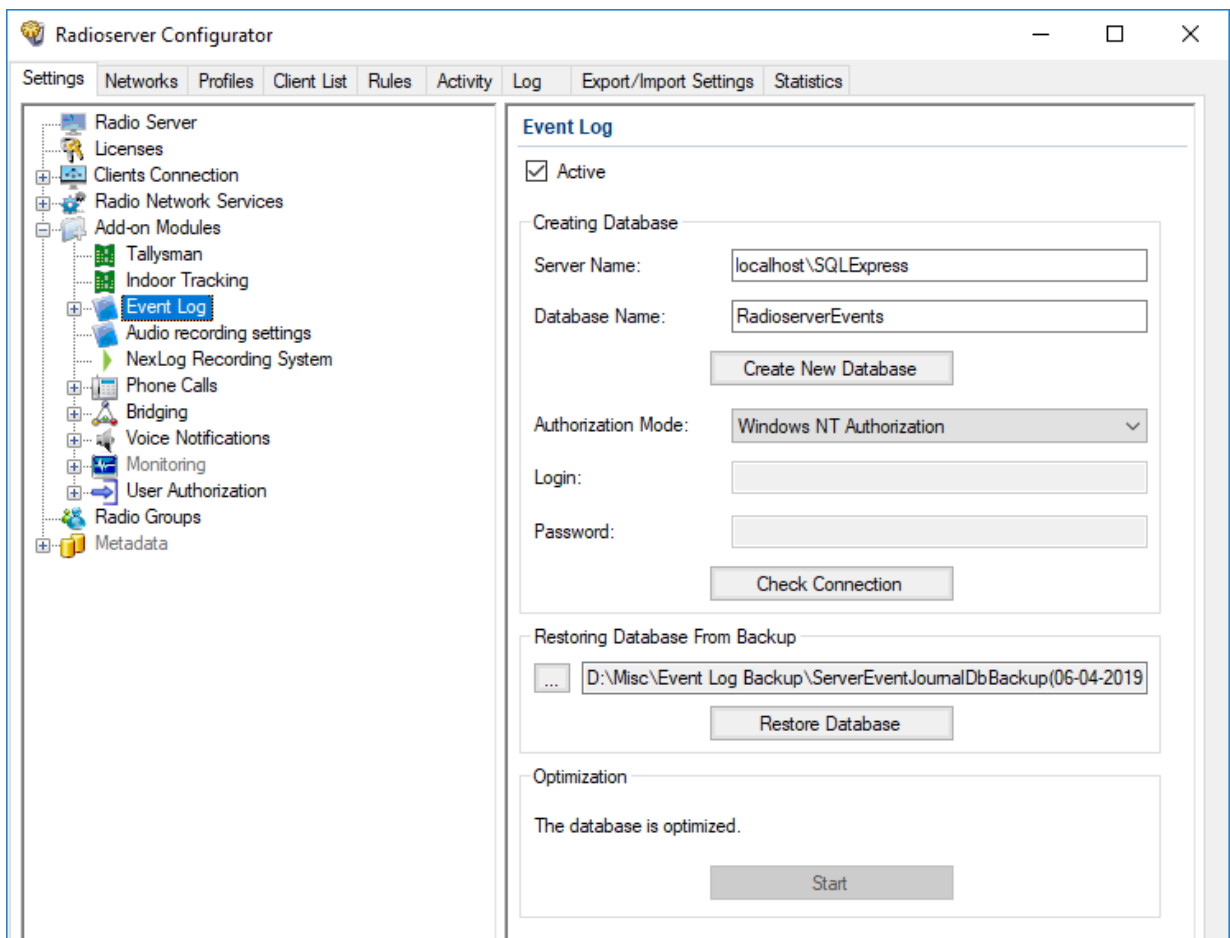 Radioserver Configurator
Settings Networks Profiles Client List Rules Activity Log Export/Import Settings Statistics
Radio Server
Licenses
Clients Connection
Radio Network Services
Add-on Modules
Tallysman
Indoor Tracking
Event Log
Audio recording settings
NexLog Recording System
Phone Calls
Bridging
Voice Notifications
Monitoring
User Authorization
Radio Groups
Metadata
Event Log
Active
Creating Database
Server Name: localhost\SQLExpress
Database Name: RadioserverEvents
Create New Database
Authorization Mode: Windows NT Authorization
Login:
Password:
Check Connection
Restoring Database From Backup
... D:\Misc\Event Log Backup\ServerEventJournalDbBackup(06-04-2019
Restore Database
Optimization
The database is optimized.
Start